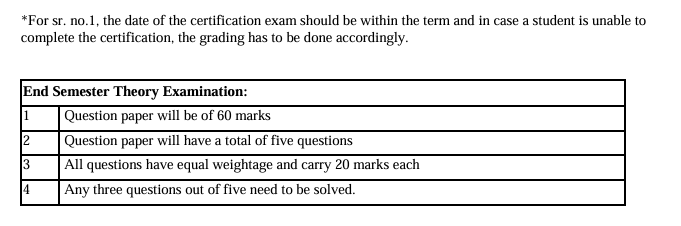 *For sr. no.1, the date of the certification exam should be within the term and in case a student is unable to
complete the certification, the grading has to be done accordingly.
End Semester Theory Examination:
1 Question paper will be of 60 marks
2 Question paper will have a total of five questions
3 All questions have equal weightage and carry 20 marks each
4 Any three questions out of five need to be solved.